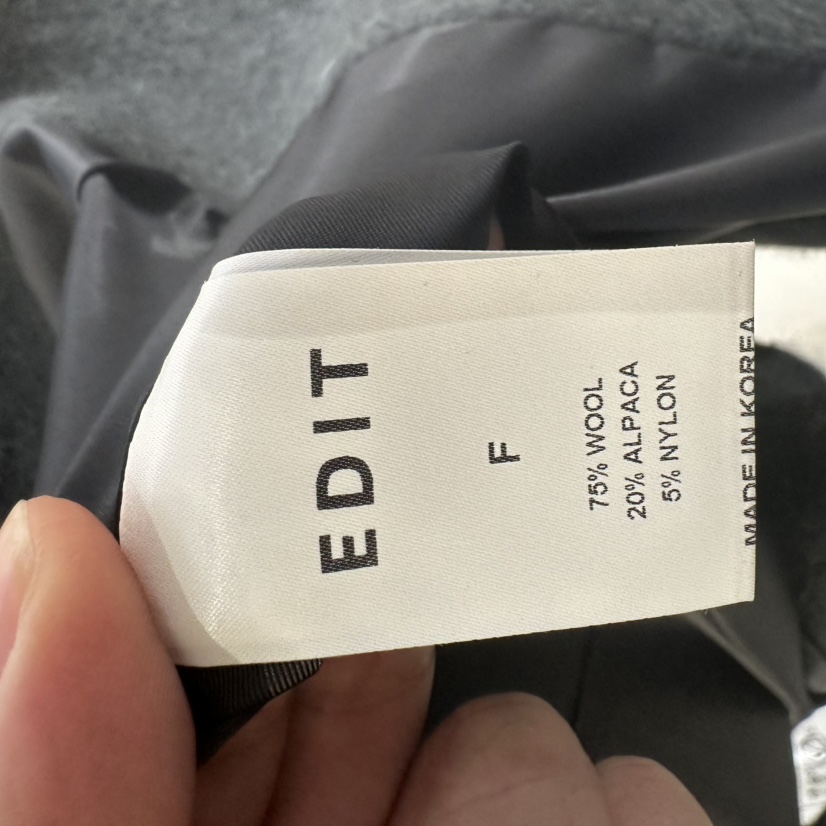 EDIT
F
75% WOOL
20% ALPACA
5% NYLON
MADE IN KOREA